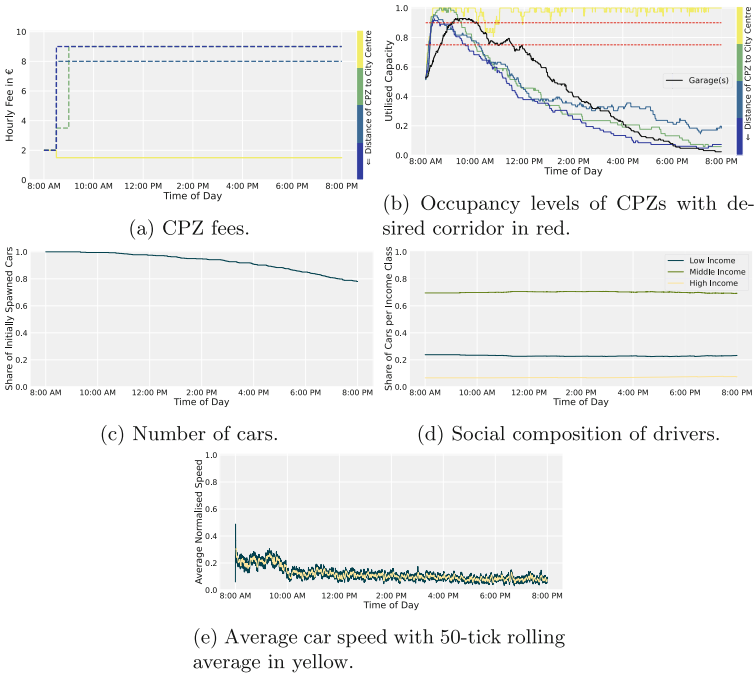 10
8
6
4
2
0
Hourly Fee in €
8:00 AM 10:00 AM 12:00 PM 2:00 PM 4:00 PM 6:00 PM 8:00 PM
Time of Day
⇐ Distance of CPZ to City Centre
(a) CPZ fees.
1.0
0.8
0.6
0.4
0.2
0.0
Utilised Capacity
Garage(s)
8:00 AM 10:00 AM 12:00 PM 2:00 PM 4:00 PM 6:00 PM 8:00 PM
Time of Day
⇐ Distance of CPZ to City Centre
(b) Occupancy levels of CPZs with de-
sired corridor in red.
1.0
0.8
0.6
0.4
0.2
0.0
Share of Initially Spawned Cars
8:00 AM 10:00 AM 12:00 PM 2:00 PM 4:00 PM 6:00 PM 8:00 PM
Time of Day
(c) Number of cars.
1.0
0.8
0.6
0.4
0.2
0.0
Share of Cars per Income Class
Low Income
Middle Income
High Income
8:00 AM 10:00 AM 12:00 PM 2:00 PM 4:00 PM 6:00 PM 8:00 PM
Time of Day
(d) Social composition of drivers.
1.0
0.8
0.6
0.4
0.2
0.0
Average Normalised Speed
8:00 AM 10:00 AM 12:00 PM 2:00 PM 4:00 PM 6:00 PM 8:00 PM
Time of Day
(e) Average car speed with 50-tick rolling
average in yellow.